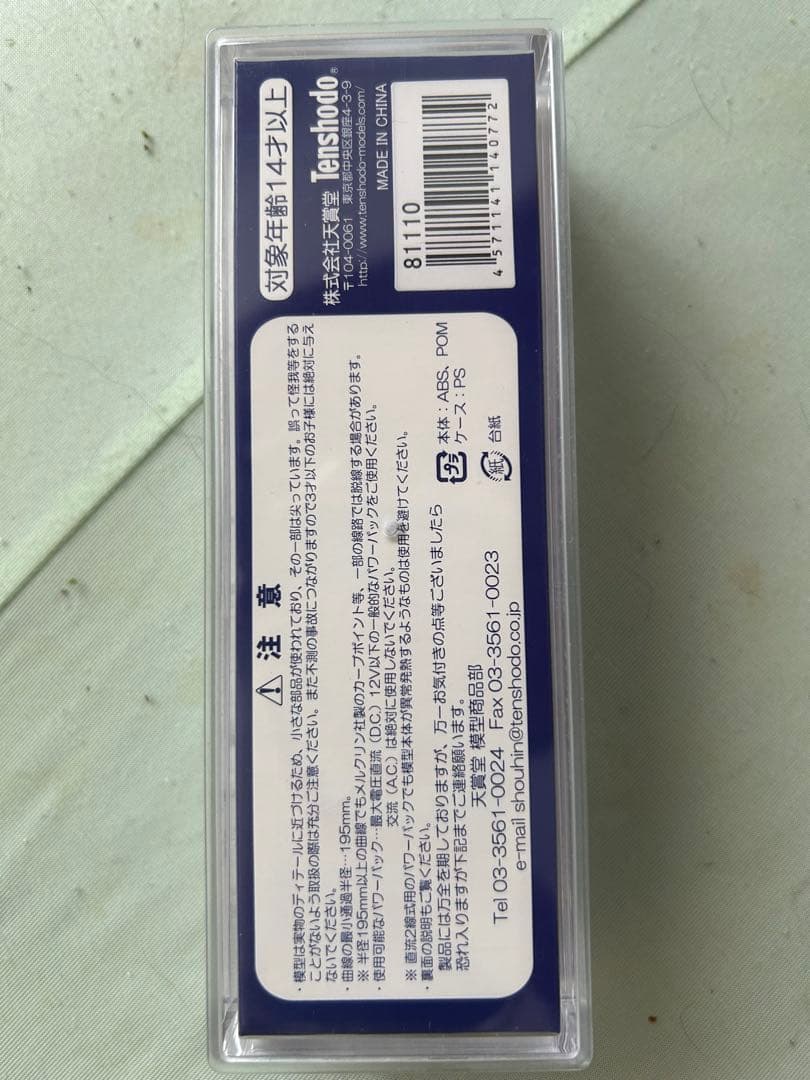 ⚠ 注 意
・模型は実物のディテールに近づけるため、小さな部品が使われており、その一部は尖っています。誤って怪我等をする
ことがないよう取扱の際は充分ご注意ください。また不測の事故につながりますので3才以下のお子様には絶対に与え
ないでください。
・曲線の最小通過半径…195mm。
※ 半径195mm以上の曲線でもメルクリン社製のカーブポイント等、一部の線路では脱線する場合があります。
・使用可能なパワーパック…最大電圧直流（D.C.）12V以下の一般的なパワーパックをご使用ください。
交流（A.C.）は絶対に使用しないでください。
※ 直流2線式用のパワーパックでも模型本体が異常発熱するようなものは使用を避けてください。
・裏面の説明もご覧ください。
製品には万全を期しておりますが、万一お気付きの点等ございましたら
恐れ入りますが下記までご連絡願います。
天賞堂 模型商品部
Tel 03-3561-0024 Fax 03-3561-0023
e-mail shouhin@tenshodo.co.jp
プラ 本体：ABS、POM
ケース：PS
紙 台紙
対象年齢14才以上
株式会社天賞堂 Tenshodo®
〒104-0061 東京都中央区銀座4-3-9
http://www.tenshodo-models.com/
MADE IN CHINA
81110
4 571141 140772